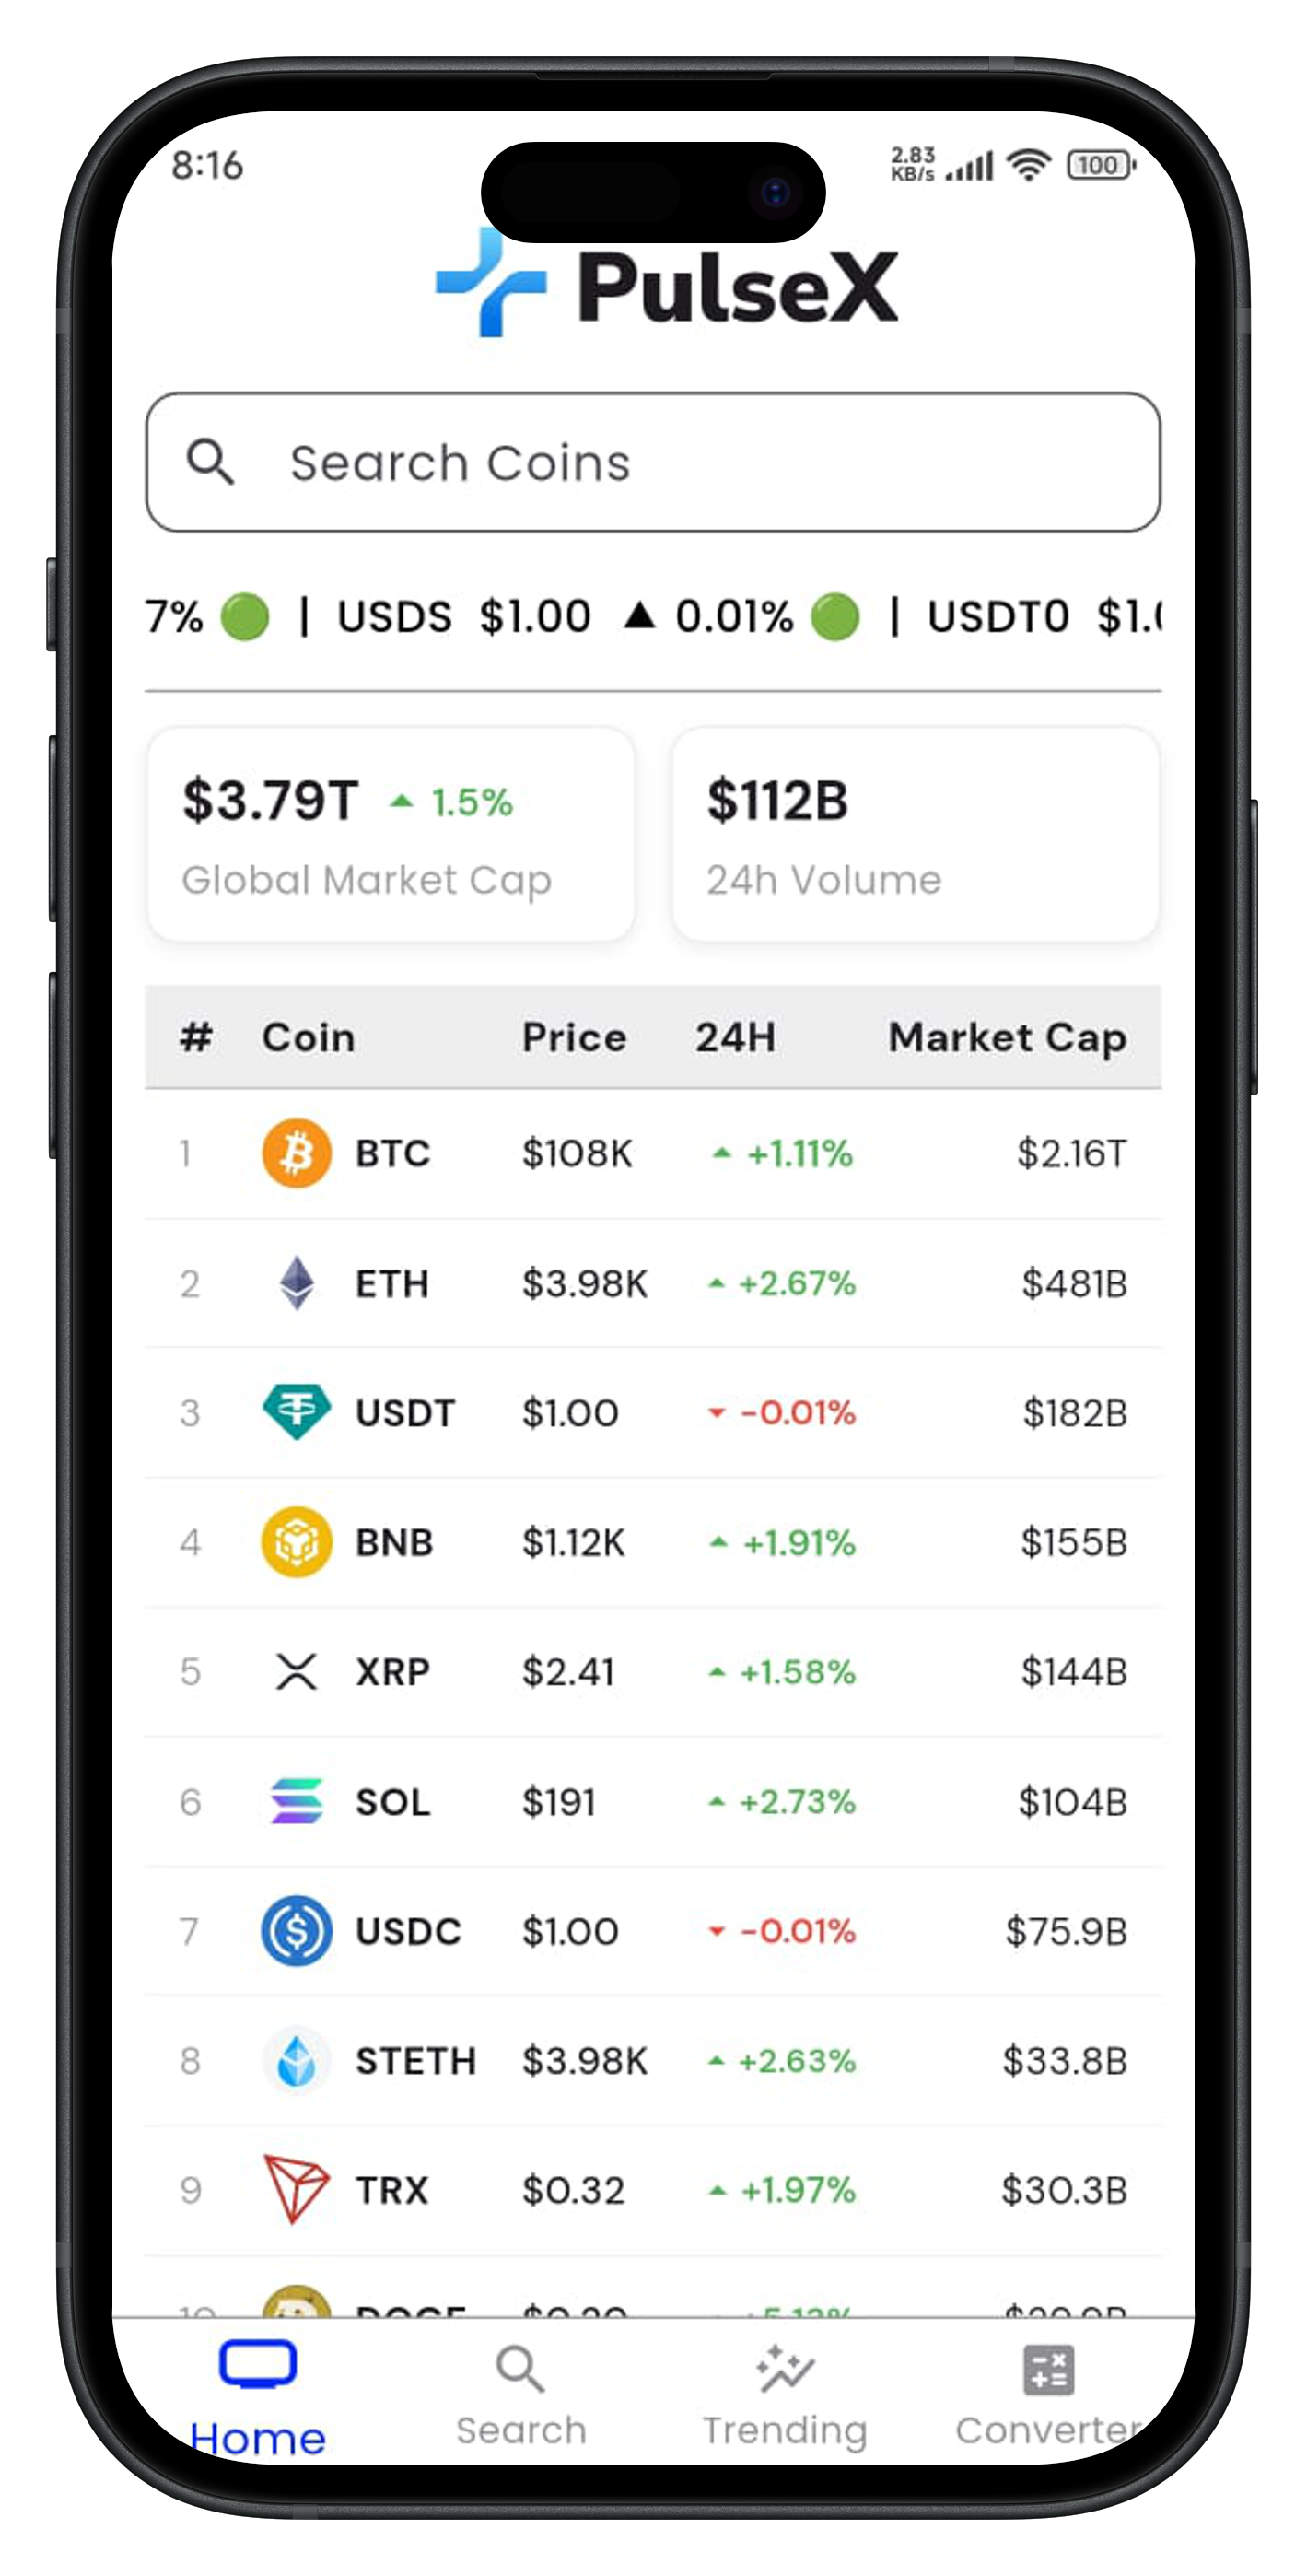 8:16 2.83 KB/s 100
PulseX
Search Coins
7% | USDS $1.00 ▲ 0.01% | USDT0 $1.0
$3.79T ▲ 1.5% $112B
Global Market Cap 24h Volume
# Coin Price 24H Market Cap
1 BTC $108K ▲ +1.11% $2.16T
2 ETH $3.98K ▲ +2.67% $481B
3 USDT $1.00 ▼ -0.01% $182B
4 BNB $1.12K ▲ +1.91% $155B
5 XRP $2.41 ▲ +1.58% $144B
6 SOL $191 ▲ +2.73% $104B
7 USDC $1.00 ▼ -0.01% $75.9B
8 STETH $3.98K ▲ +2.63% $33.8B
9 TRX $0.32 ▲ +1.97% $30.3B
10 DOGE
Home Search Trending Converter